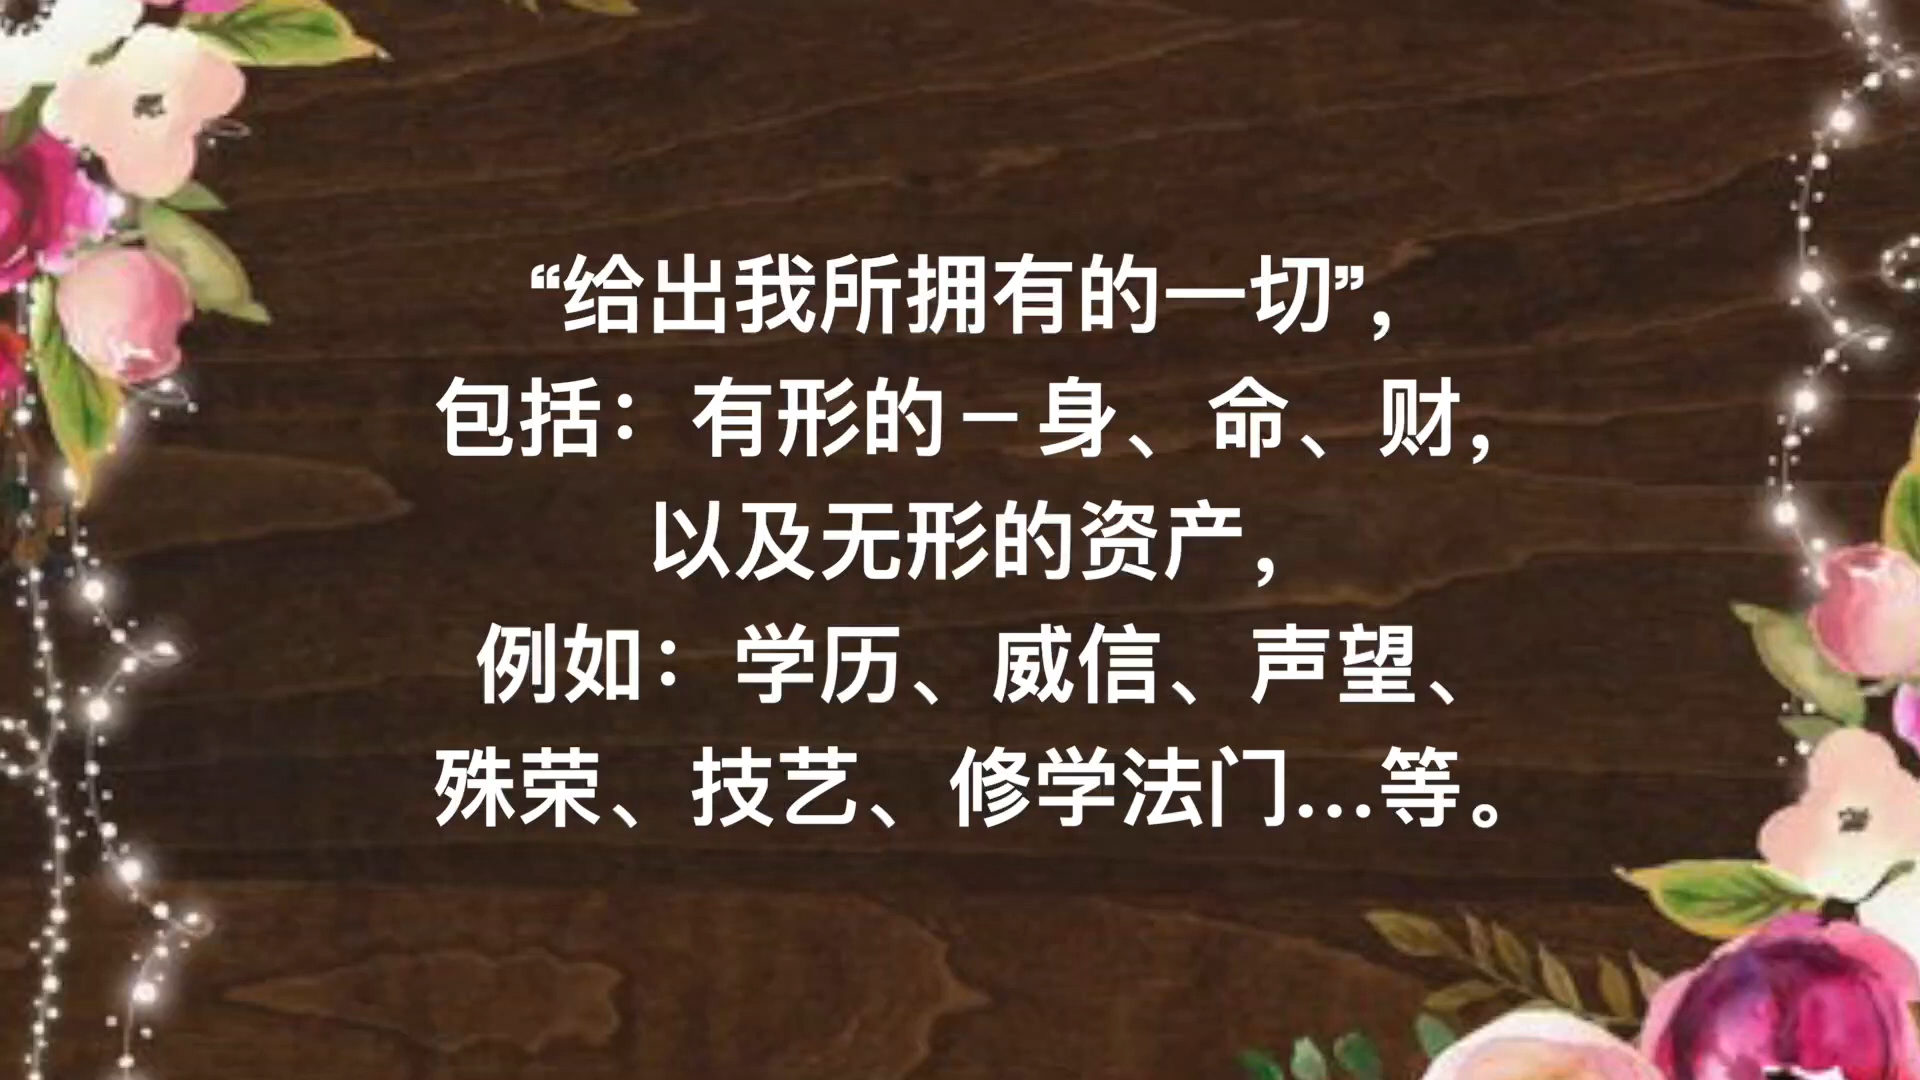 “给出我所拥有的一切”，
包括：有形的 – 身、命、财，
以及无形的资产，
例如：学历、威信、声望、
殊荣、技艺、修学法门…等。